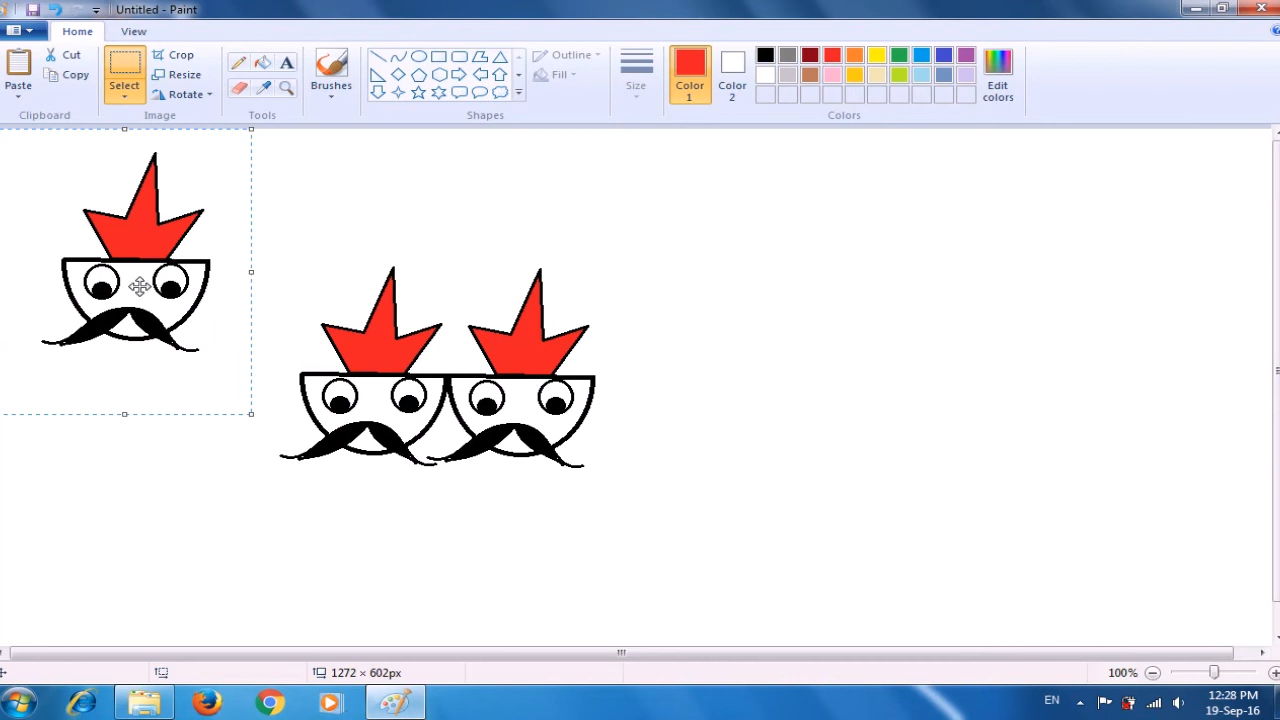 Untitled - Paint
Home
View
Paste
Cut
Copy
Clipboard
Select
Crop
Resize
Rotate
Image
A
Tools
Brushes
Shapes
Outline
Fill
Size
Color 1
Color 2
Edit colors
Colors
1272 × 602px
100%
EN
12:28 PM
19-Sep-16